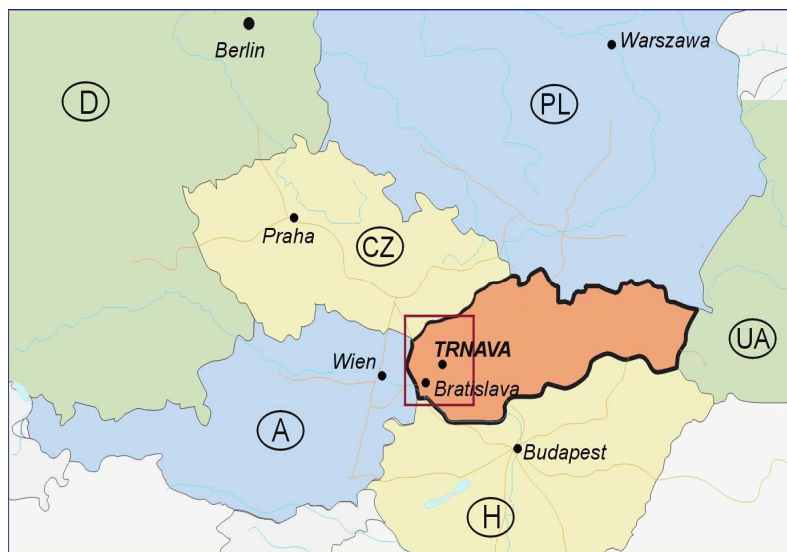 Berlin
Warszawa
D
PL
Praha
CZ
UA
TRNAVA
Wien
Bratislava
A
Budapest
H